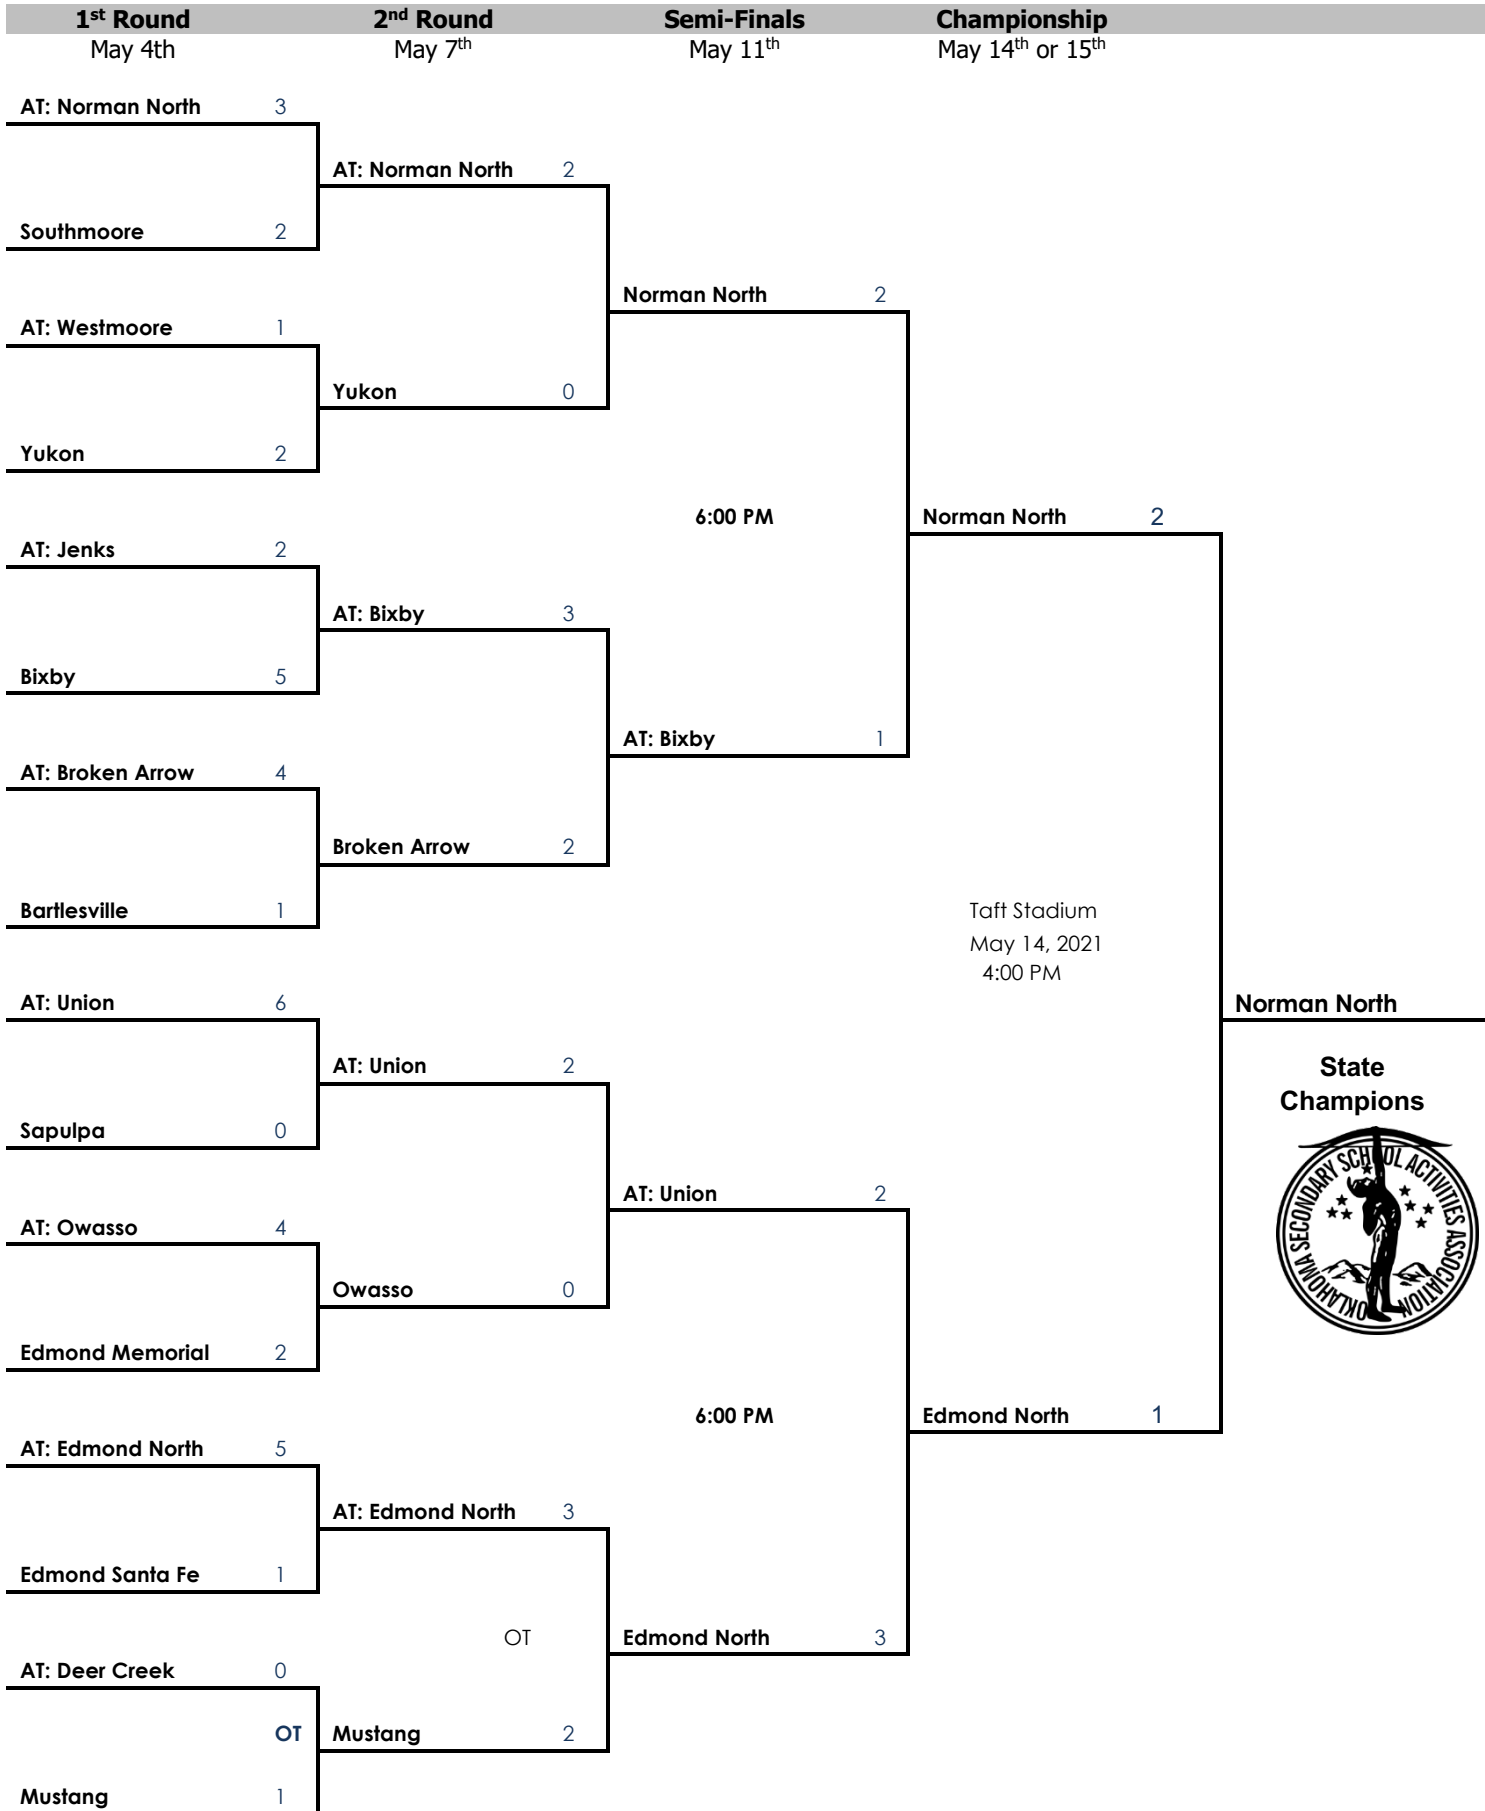 1st Round 2nd Round Semi-Finals Championship
May 4th May 7th May 11th May 14th or 15th
AT: Norman North 3
AT: Norman North 2
Southmoore 2
Norman North 2
AT: Westmoore 1
Yukon 0
Yukon 2
6:00 PM Norman North 2
AT: Jenks 2
AT: Bixby 3
Bixby 5
AT: Bixby 1
AT: Broken Arrow 4
Broken Arrow 2
Bartlesville 1 Taft Stadium
May 14, 2021
4:00 PM
AT: Union 6 Norman North
AT: Union 2 State
Champions
Sapulpa 0
OKLAHOMA SECONDARY SCHOOL ACTIVITIES ASSOCIATION
AT: Union 2
AT: Owasso 4
Owasso 0
Edmond Memorial 2
6:00 PM Edmond North 1
AT: Edmond North 5
AT: Edmond North 3
Edmond Santa Fe 1
OT Edmond North 3
AT: Deer Creek 0
OT Mustang 2
Mustang 1